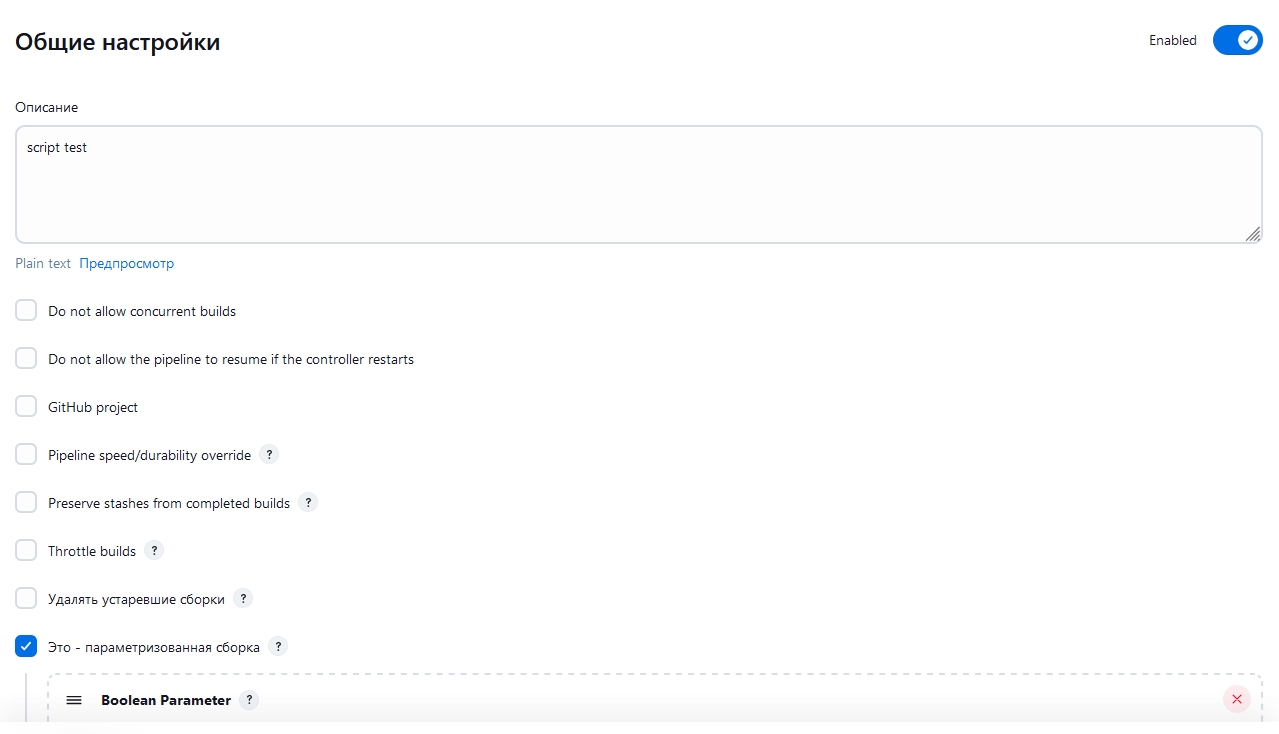 Общие настройки
Enabled
Описание
script test
Plain text Предпросмотр
Do not allow concurrent builds
Do not allow the pipeline to resume if the controller restarts
GitHub project
Pipeline speed/durability override ?
Preserve stashes from completed builds ?
Throttle builds ?
Удалять устаревшие сборки ?
Это - параметризованная сборка ?
Boolean Parameter ?